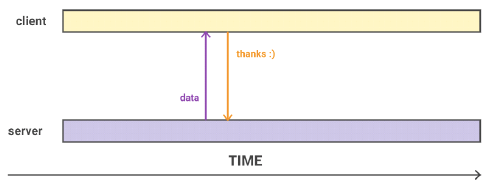 client
thanks :)
data
server
TIME